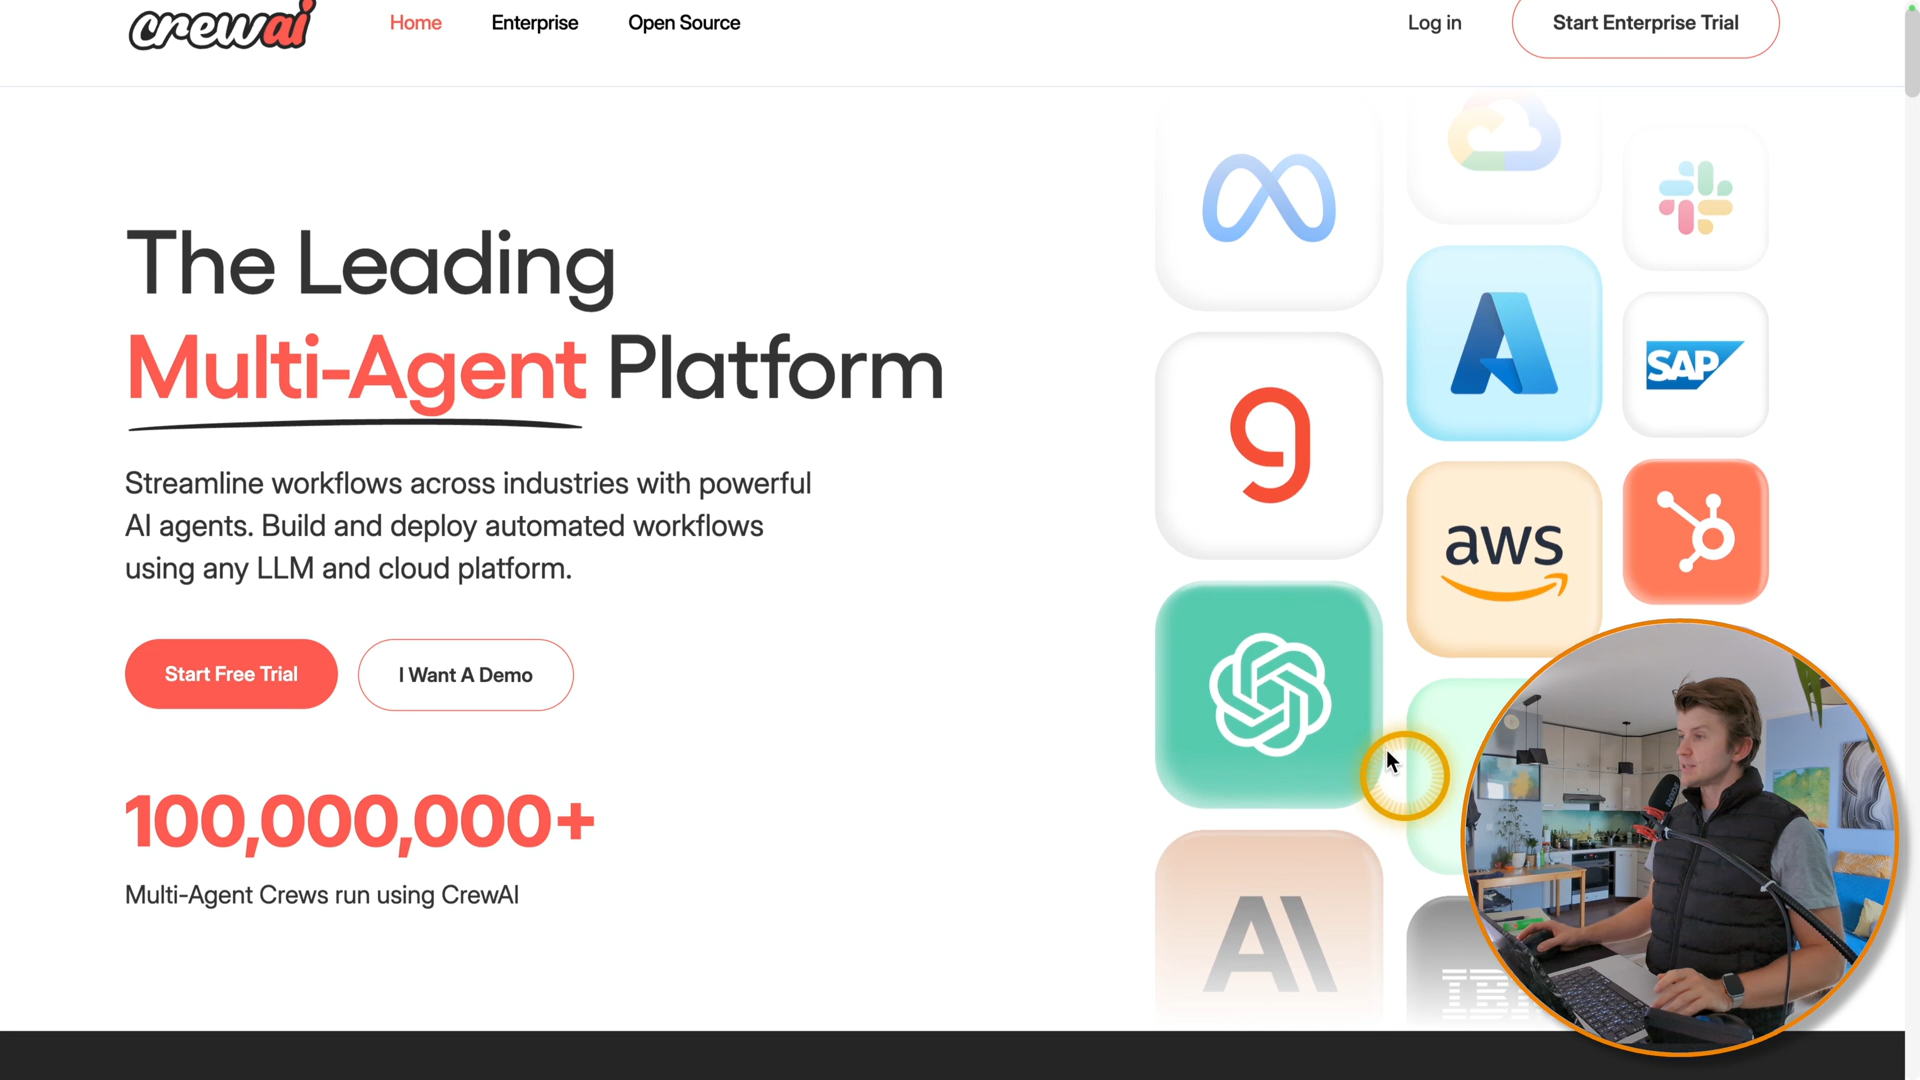 crewai
Home
Enterprise
Open Source
Log in
Start Enterprise Trial
The Leading
Multi-Agent Platform
Streamline workflows across industries with powerful
AI agents. Build and deploy automated workflows
using any LLM and cloud platform.
Start Free Trial
I Want A Demo
100,000,000+
Multi-Agent Crews run using CrewAI
SAP
aws
AI